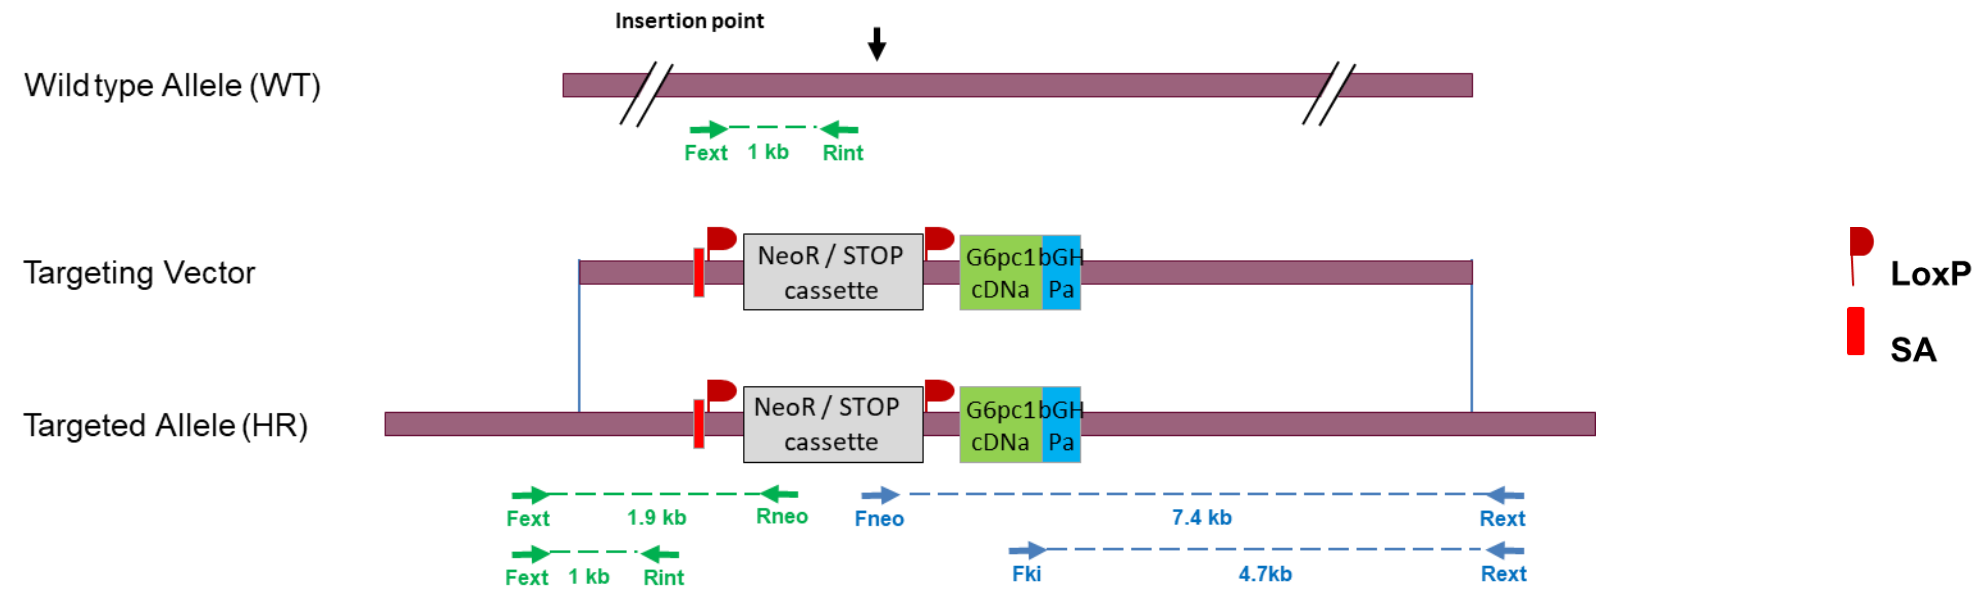 Insertion point
Wild type Allele (WT)
Fext 1 kb Rint
Targeting Vector
NeoR / STOP
cassette
G6pc1
cDNa
bGH
Pa
LoxP
SA
Targeted Allele (HR)
NeoR / STOP
cassette
G6pc1
cDNa
bGH
Pa
Fext 1.9 kb Rneo
Fneo 7.4 kb Rext
Fext 1 kb Rint
Fki 4.7kb Rext